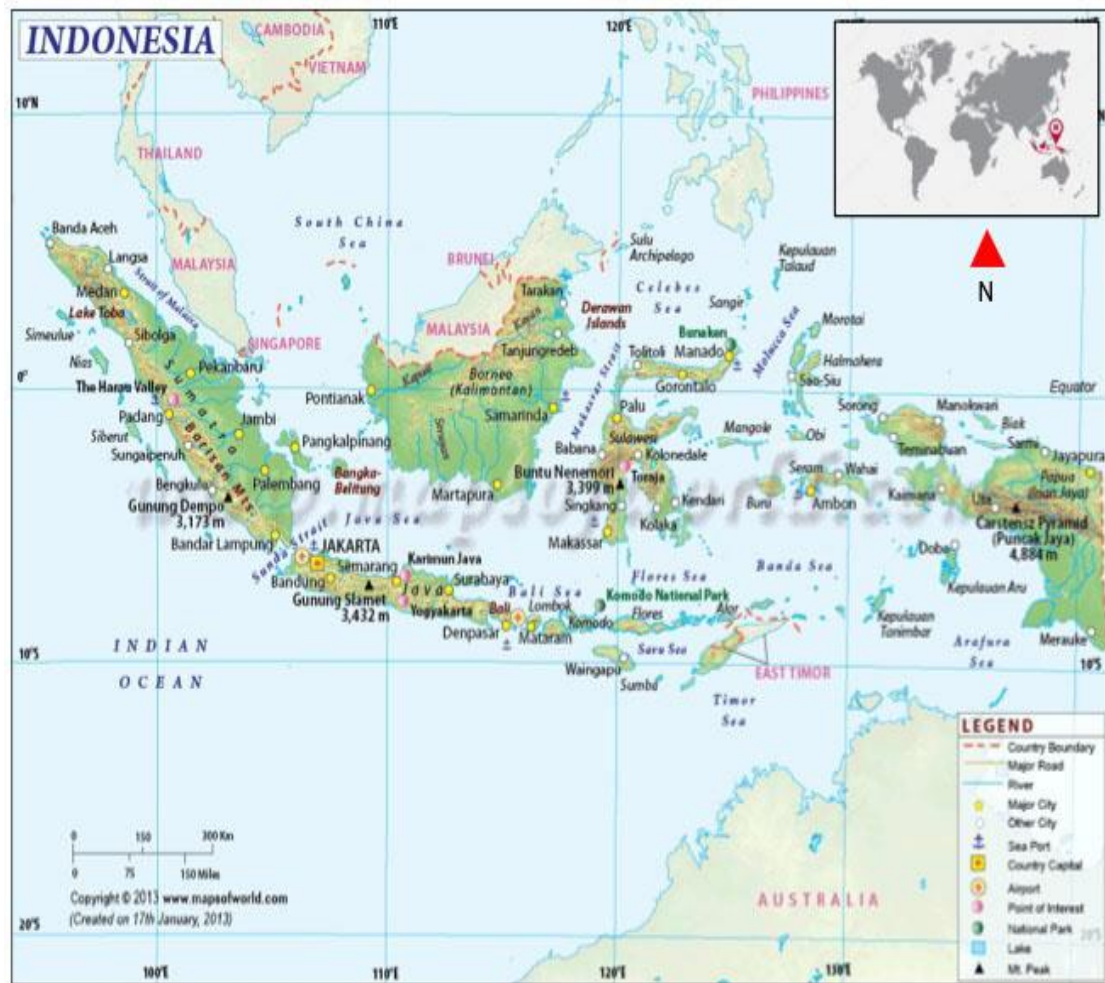 INDONESIA
110°E
120°E
CAMBODIA
VIETNAM
PHILIPPINES
10°N
THAILAND
South China
Sea
Banda Aceh
Langsa
MALAYSIA
BRUNEI
Sulu
Archipelago
Kepulauan
Talaud
N
Medan
Strait of Malacca
Tarakan
Celebes
Sea
Sangir
Lake Toba
Kayan
Derawan
Islands
Morotai
Simeulue
Sibolga
SINGAPORE
MALAYSIA
Tanjungredeb
Bunaken
Manado
Molucca Sea
Halmahera
Nias
Pekanbaru
Tolitoli
Makassar Strait
0°
The Harau Valley
Sumatra
Kapuas
Borneo
(Kalimantan)
Gorontalo
Sao-Siu
Equator
Pontianak
Samarinda
Palu
Sorong
Manokwari
Padang
Jambi
Biak
Siberut
Pangkalpinang
Babana
Sulawesi
Mangole
Obi
Teminabuan
Sarmi
Sungaipenuh
Barisan Mts.
Kolonedale
Jayapura
Bengkulu
Palembang
Bangka-
Belitung
Buntu Nenemori
3,399 m
Toraja
Seram
Wahai
Papua
(Irian Jaya)
Gunung Dempo
3,173 m
Martapura
Singkang
Kendari
Buru
Ambon
Kaimana
Kolaka
Carstensz Pyramid
(Puncak Jaya)
4,884 m
Java Sea
Bandar Lampung
Sunda Strait
JAKARTA
Makassar
Doba
Karimun Java
Semarang
Flores Sea
Banda Sea
Bandung
Java
Surabaya
Kepulauan Aru
Gunung Slamet
3,432 m
Yogyakarta
Bali Sea
Komodo National Park
Bali
Lombok
Komodo
Flores
Alor
Kepulauan
Tanimbar
Denpasar
Mataram
Merauke
INDIAN
OCEAN
Savu Sea
Arafura
Sea
10°S
10°S
Waingapu
Sumba
EAST TIMOR
Timor
Sea
LEGEND
Country Boundary
Major Road
River
Major City
Other City
Sea Port
Country Capital
Airport
Point of Interest
National Park
Lake
Mt. Peak
0 150 300 Km
0 75 150 Miles
Copyright © 2013 www.mapsofworld.com
(Created on 17th January, 2013)
AUSTRALIA
20°S
20°S
100°E
110°E
120°E
130°E